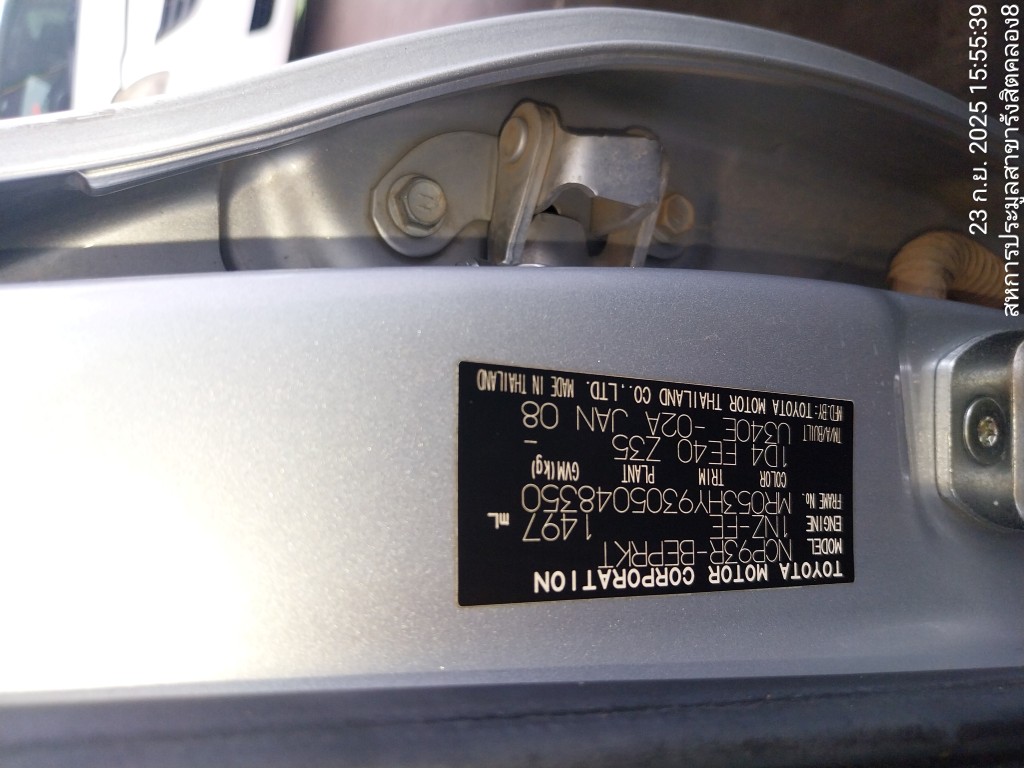 TOYOTA MOTOR CORPORATION
MODEL NCP93R-BEPRKT
ENGINE 1NZ-FE 1497 mL
FRAME No. MR053HY9305048350
COLOR TRIM PLANT GVM(kg)
1D4 FE40 Z35 -
TM/A/BUILT U340E -02A JAN 08
MFD.BY: TOYOTA MOTOR THAILAND CO.,LTD. MADE IN THAILAND
23 ก.ย. 2025 15:55:39
สหการประมูลสาขารังสิตคลอง8